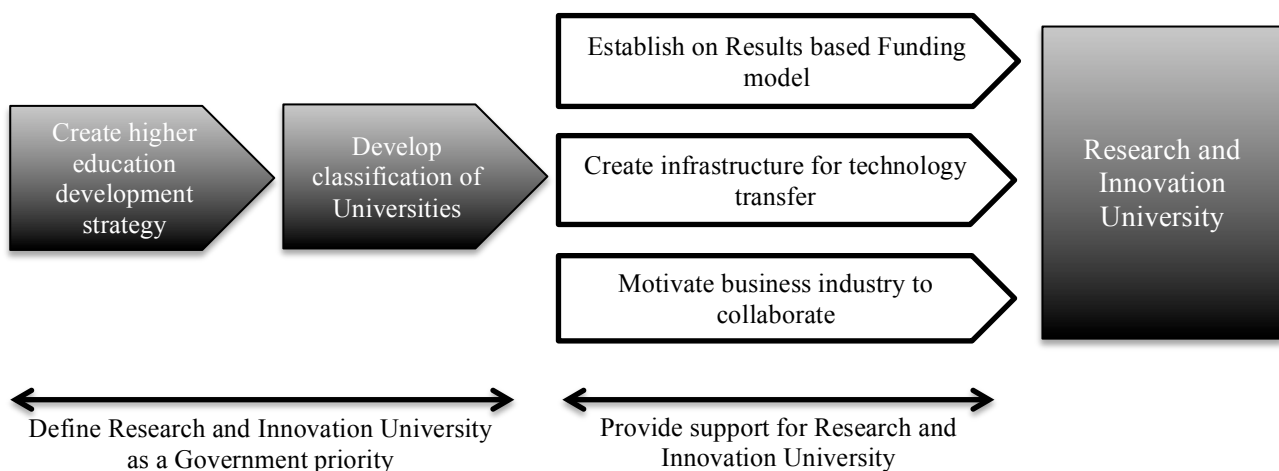 Create higher
education
development
strategy
Develop
classification of
Universities
Establish on Results based Funding
model
Create infrastructure for technology
transfer
Motivate business industry to
collaborate
Research and
Innovation
University
Define Research and Innovation University
as a Government priority
Provide support for Research and
Innovation University